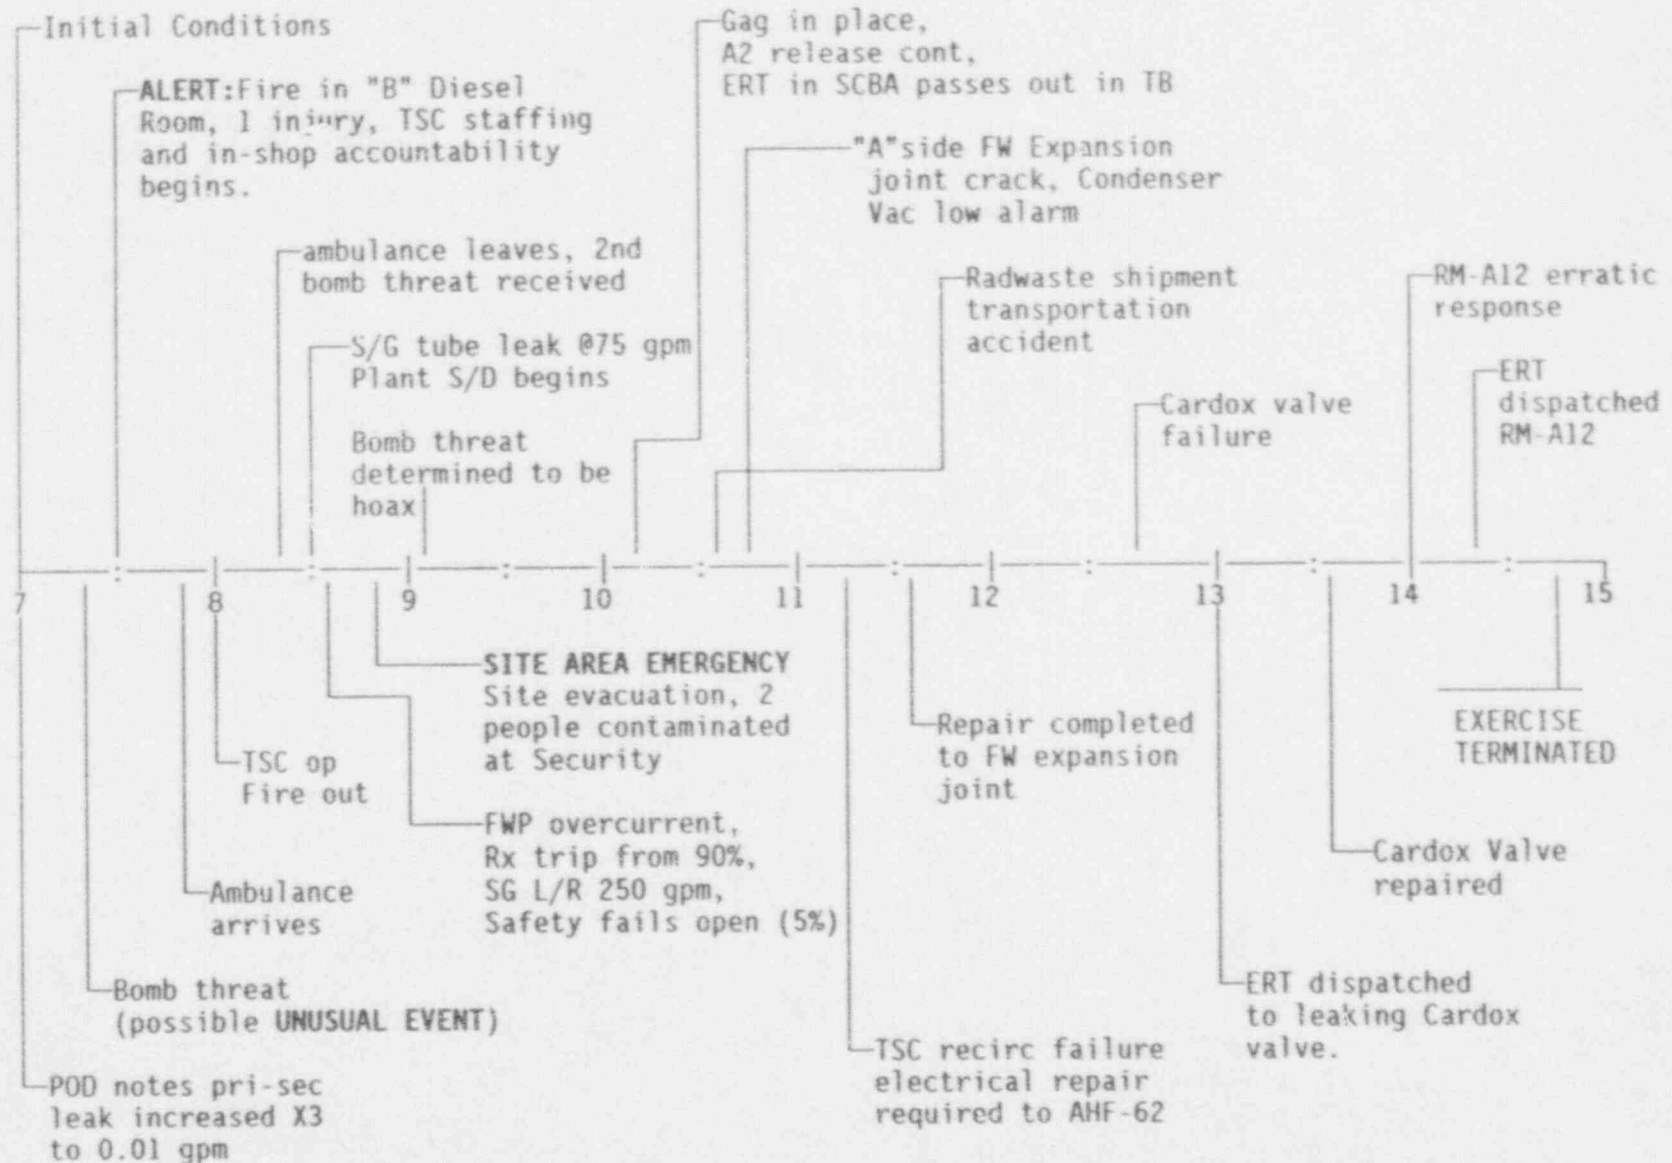 Initial Conditions
ALERT:Fire in "B" Diesel
Room, 1 injury, TSC staffing
and in-shop accountability
begins.
ambulance leaves, 2nd
bomb threat received
S/G tube leak @75 gpm
Plant S/D begins
Bomb threat
determined to be
hoax
Gag in place,
A2 release cont,
ERT in SCBA passes out in TB
"A"side FW Expansion
joint crack, Condenser
Vac low alarm
Radwaste shipment
transportation
accident
Cardox valve
failure
RM-A12 erratic
response
ERT
dispatched
RM-A12
7 8 9 10 11 12 13 14 15
SITE AREA EMERGENCY
Site evacuation, 2
people contaminated
at Security
TSC op
Fire out
FWP overcurrent,
Rx trip from 90%,
SG L/R 250 gpm,
Safety fails open (5%)
Ambulance
arrives
Bomb threat
(possible UNUSUAL EVENT)
POD notes pri-sec
leak increased X3
to 0.01 gpm
Repair completed
to FW expansion
joint
TSC recirc failure
electrical repair
required to AHF-62
EXERCISE
TERMINATED
Cardox Valve
repaired
ERT dispatched
to leaking Cardox
valve.